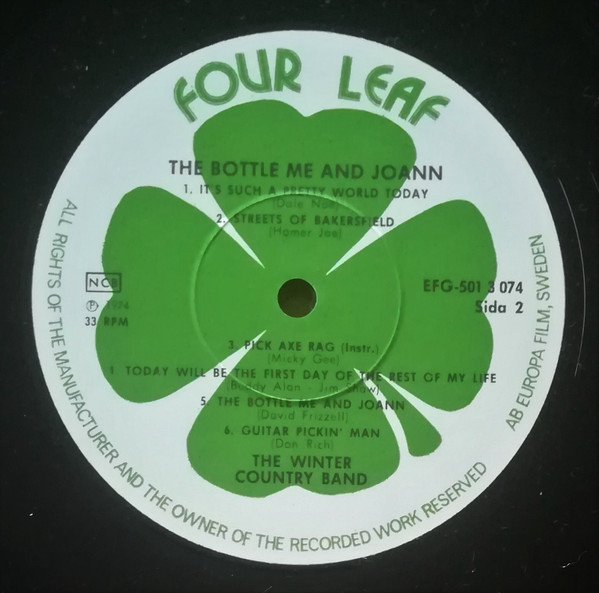 FOUR LEAF
THE BOTTLE ME AND JOANN
1. IT'S SUCH A PRETTY WORLD TODAY
(Dale Noe)
2. STREETS OF BAKERSFIELD
(Homer Joe)
NCB
EFG-501 3 074
℗ 1974
Sida 2
33 RPM
3. PICK AXE RAG (Instr.)
(Micky Gee)
4 TODAY WILL BE THE FIRST DAY OF THE REST OF MY LIFE
(Buddy Alan - Jim Shaw)
5. THE BOTTLE ME AND JOANN
(David Frizzell)
6. GUITAR PICKIN' MAN
(Don Rich)
THE WINTER
COUNTRY BAND
ALL RIGHTS OF THE MANUFACTURER AND THE OWNER OF THE RECORDED WORK RESERVED
AB EUROPA FILM, SWEDEN